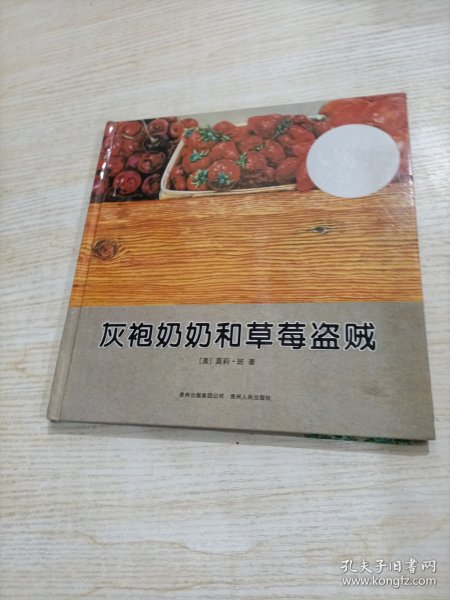 灰袍奶奶和草莓盗贼
［美］莫莉·班 著
贵州出版集团公司 贵州人民出版社
孔夫子旧书网
www.kongfz.com